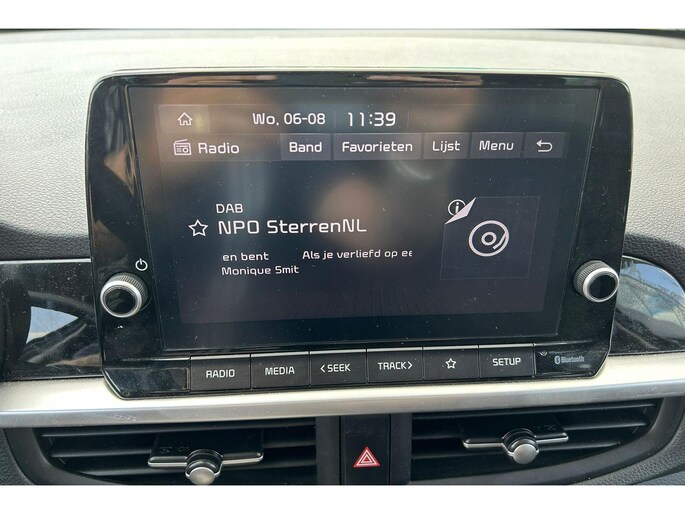 Wo, 06-08 11:39
Radio Band Favorieten Lijst Menu
DAB
NPO SterrenNL
en bent Als je verliefd op ee
Monique Smit
RADIO MEDIA <SEEK TRACK> SETUP Bluetooth